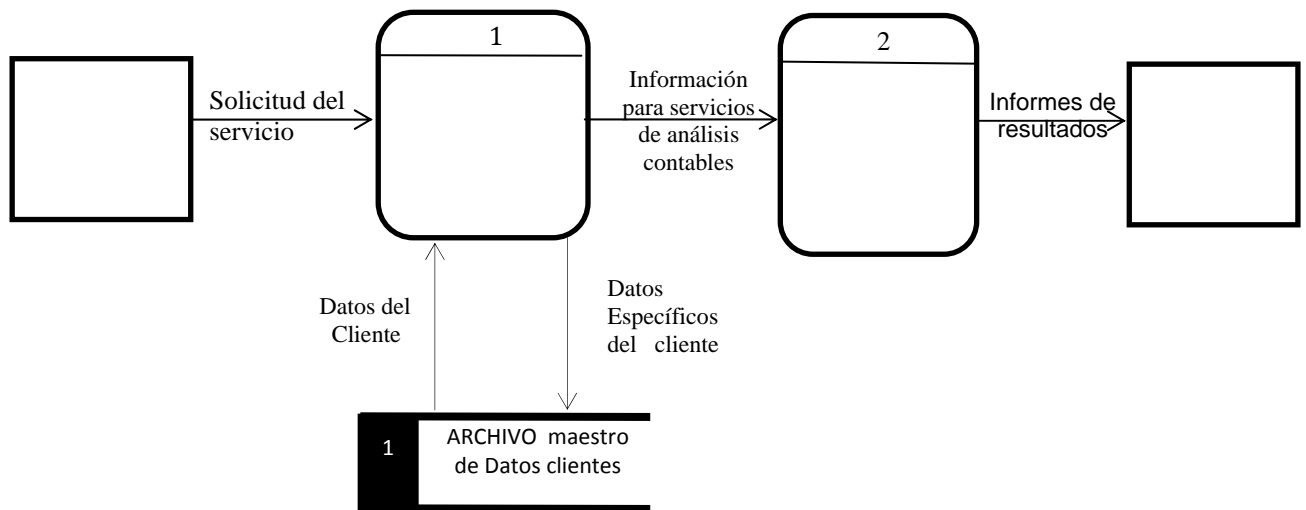 1
2
Solicitud del
servicio
Información
para servicios
de análisis
contables
Informes de
resultados
Datos del
Cliente
Datos
Específicos
del cliente
1
ARCHIVO maestro
de Datos clientes